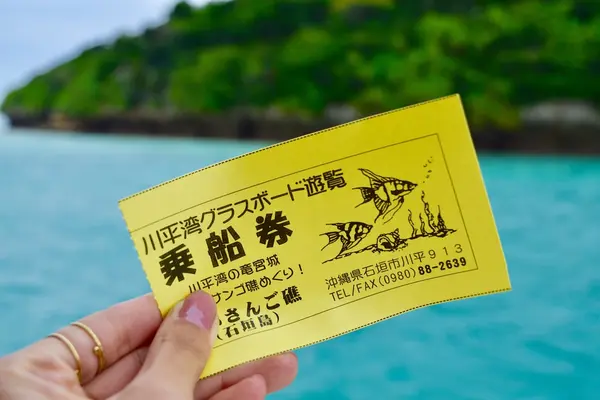 川平湾グラスボード遊覧
乗船券
川平湾の竜宮城
サンゴ礁めぐり！
さんご礁
(石垣島)
沖縄県石垣市川平９１３
TEL/FAX (0980) 88-2639